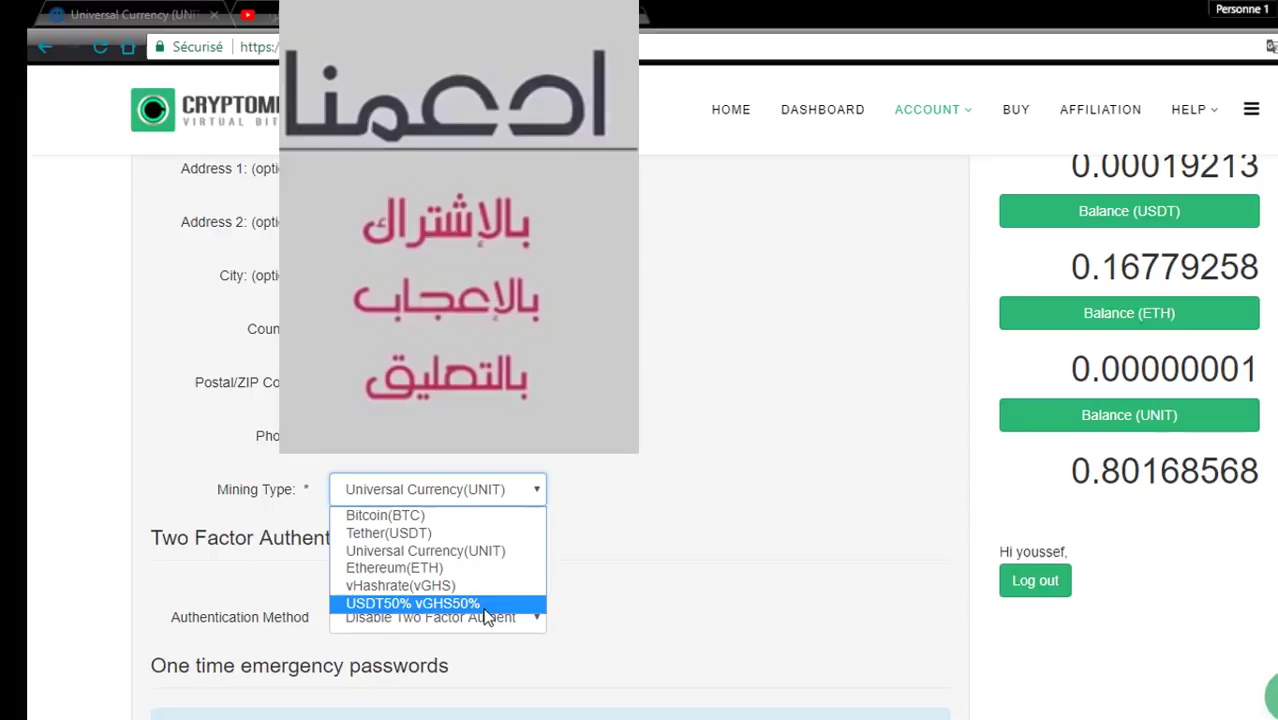 Universal Currency (UNI
Personne 1
Sécurisé
https:
CRYPTOMI
VIRTUAL BIT
HOME
DASHBOARD
ACCOUNT
BUY
AFFILIATION
HELP
ادعمنا
بالإشتراك
بالإعجاب
بالتعليق
Address 1: (opti
Address 2: (opti
City: (opti
Coun
Postal/ZIP Co
Pho
Mining Type: *
Universal Currency(UNIT)
Bitcoin(BTC)
Tether(USDT)
Universal Currency(UNIT)
Ethereum(ETH)
vHashrate(vGHS)
USDT50% vGHS50%
Two Factor Authent
Authentication Method
Disable Two Factor Authent
One time emergency passwords
0.00019213
Balance (USDT)
0.16779258
Balance (ETH)
0.00000001
Balance (UNIT)
0.80168568
Hi youssef,
Log out